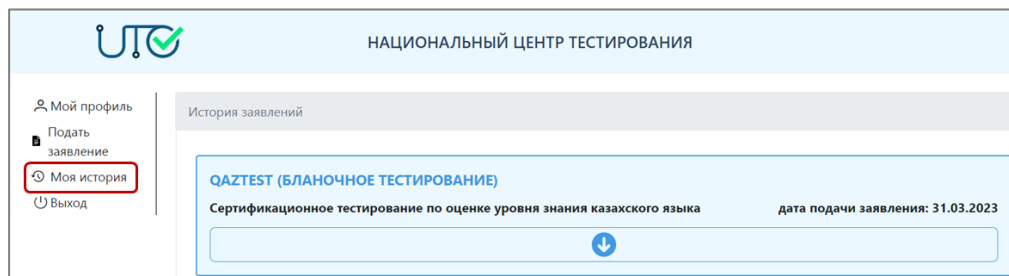 UTO
НАЦИОНАЛЬНЫЙ ЦЕНТР ТЕСТИРОВАНИЯ
Мой профиль
Подать
заявление
Моя история
Выход
История заявлений
QAZTEST (БЛАНОЧНОЕ ТЕСТИРОВАНИЕ)
Сертификационное тестирование по оценке уровня знания казахского языка дата подачи заявления: 31.03.2023